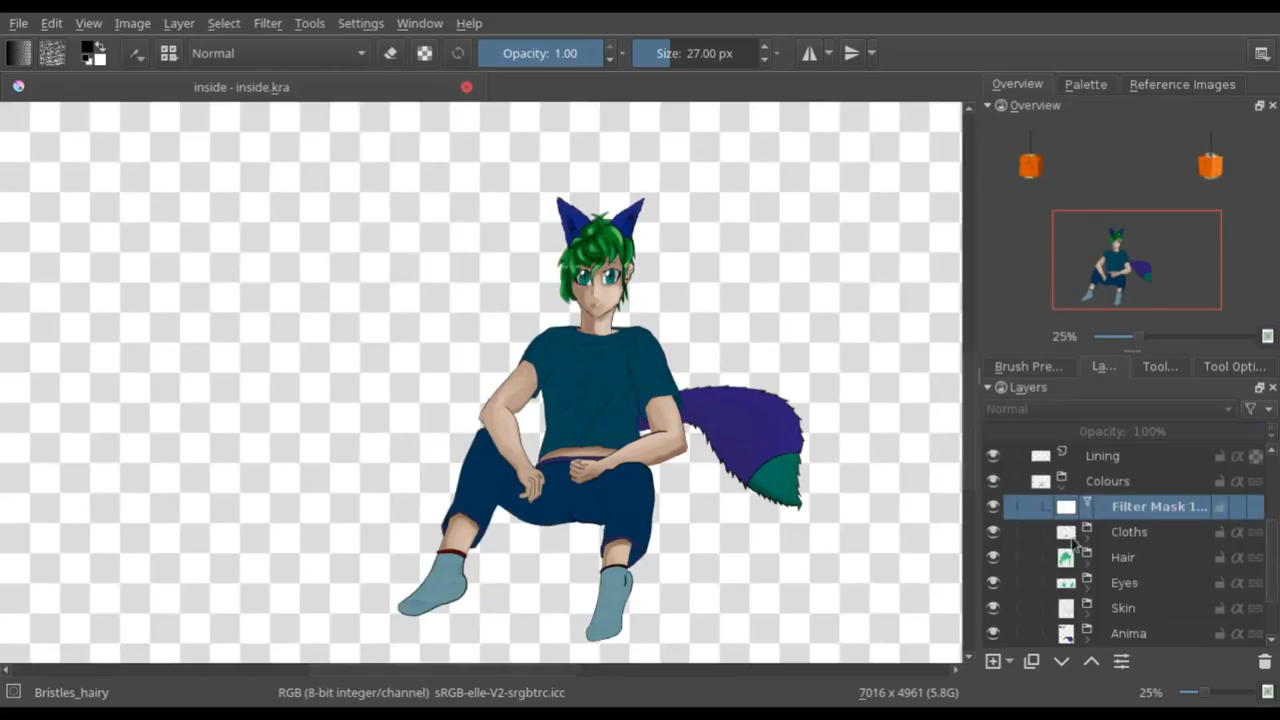 File Edit View Image Layer Select Filter Tools Settings Window Help
Normal Opacity: 1.00 Size: 27.00 px
inside - inside.kra
Overview Palette Reference Images
Overview
25%
Brush Pre... La... Tool... Tool Opti...
Layers
Normal
Opacity: 100%
Lining
Colours
Filter Mask 1...
Cloths
Hair
Eyes
Skin
Anima
Bristles_hairy RGB (8-bit integer/channel) sRGB-elle-V2-srgbtrc.icc 7016 x 4961 (5.8G) 25%